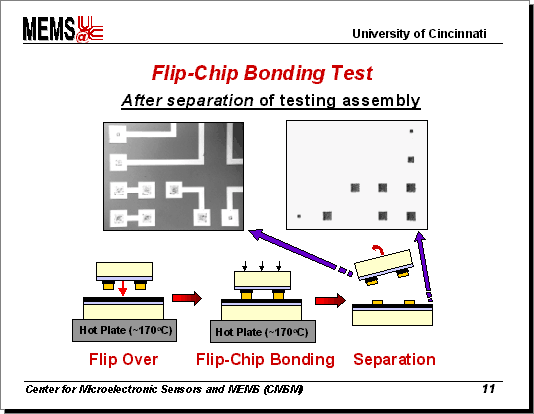 MEMS@UC
University of Cincinnati
Flip-Chip Bonding Test
After separation of testing assembly
Hot Plate (~170°C)
Hot Plate (~170°C)
Flip Over
Flip-Chip Bonding
Separation
Center for Microelectronic Sensors and MEMS (CMSM)
11